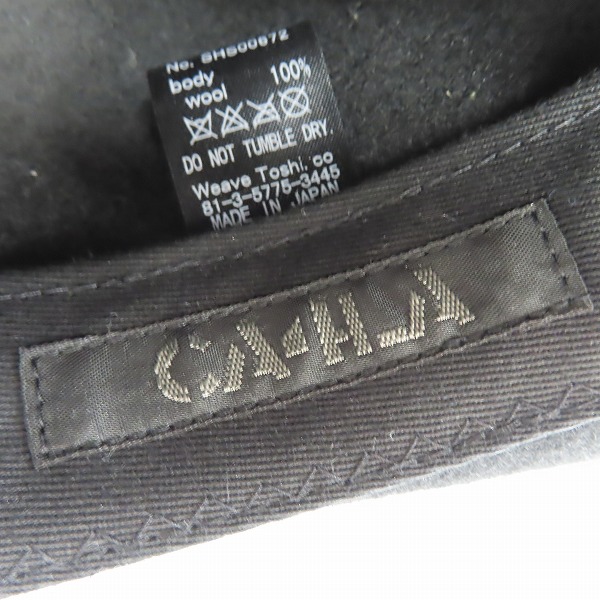 No. SHS00672
body 100%
wool
DO NOT TUMBLE DRY.
Weave Toshi. co
81-3-5775-3445
MADE IN JAPAN
CA4LA